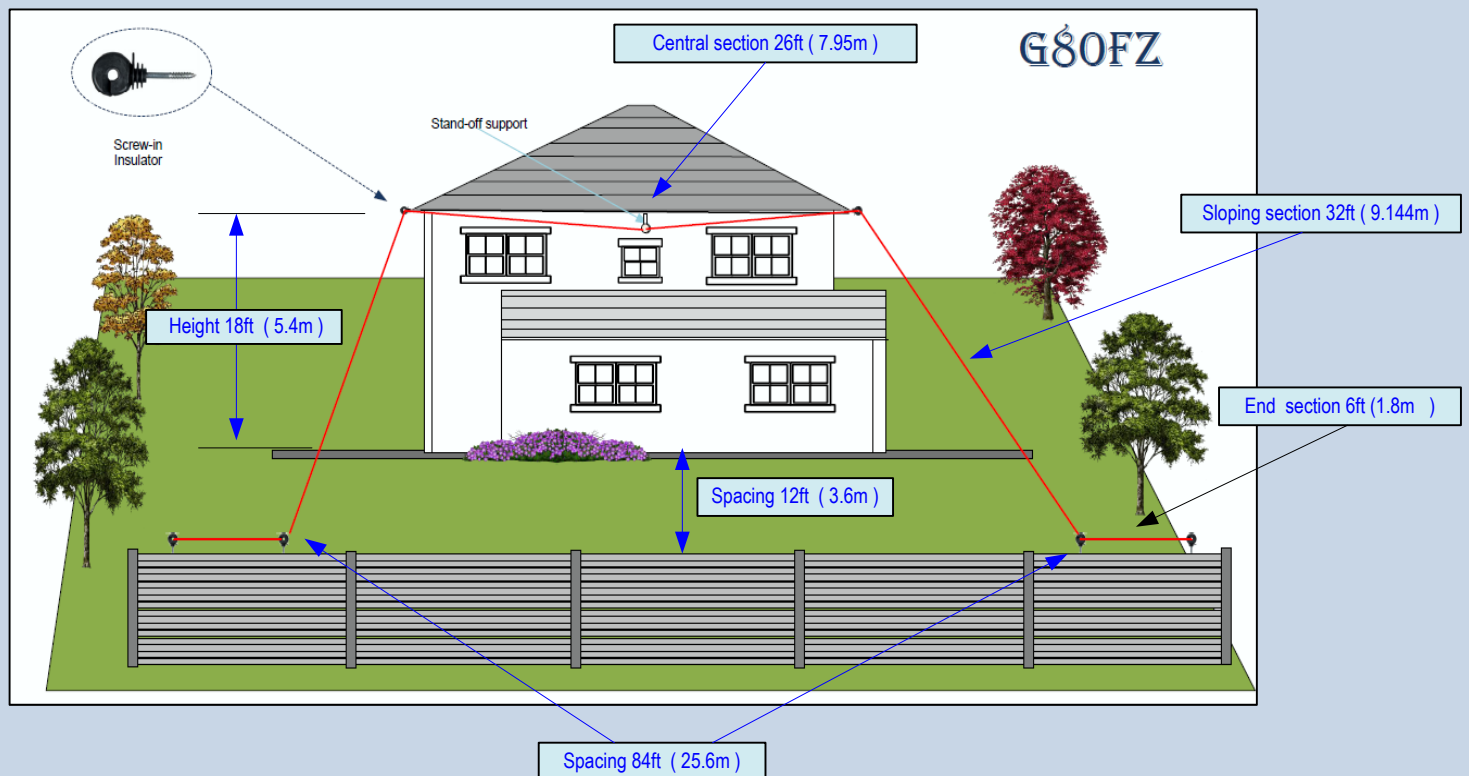 Central section 26ft ( 7.95m )
G8OFZ
Stand-off support
Screw-in
Insulator
Sloping section 32ft ( 9.144m )
Height 18ft ( 5.4m )
End section 6ft (1.8m )
Spacing 12ft ( 3.6m )
Spacing 84ft ( 25.6m )